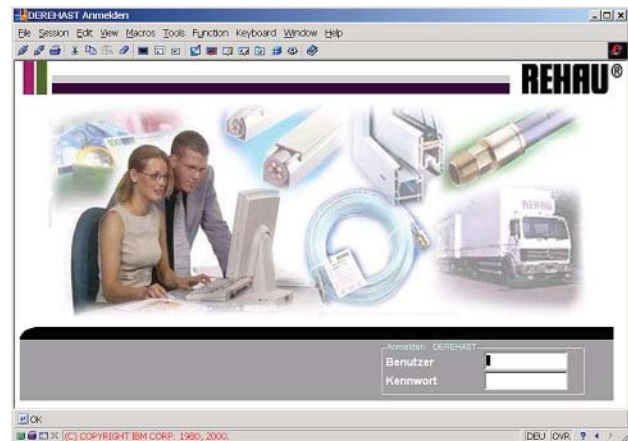 DEREHAST Anmelden
File Session Edit View Macros Tools Function Keyboard Window Help
REHAU®
REHAU
Anmelden DEREHAST
Benutzer
Kennwort
OK
(C) COPYRIGHT IBM CORP. 1980, 2000.
DEU OVR ?